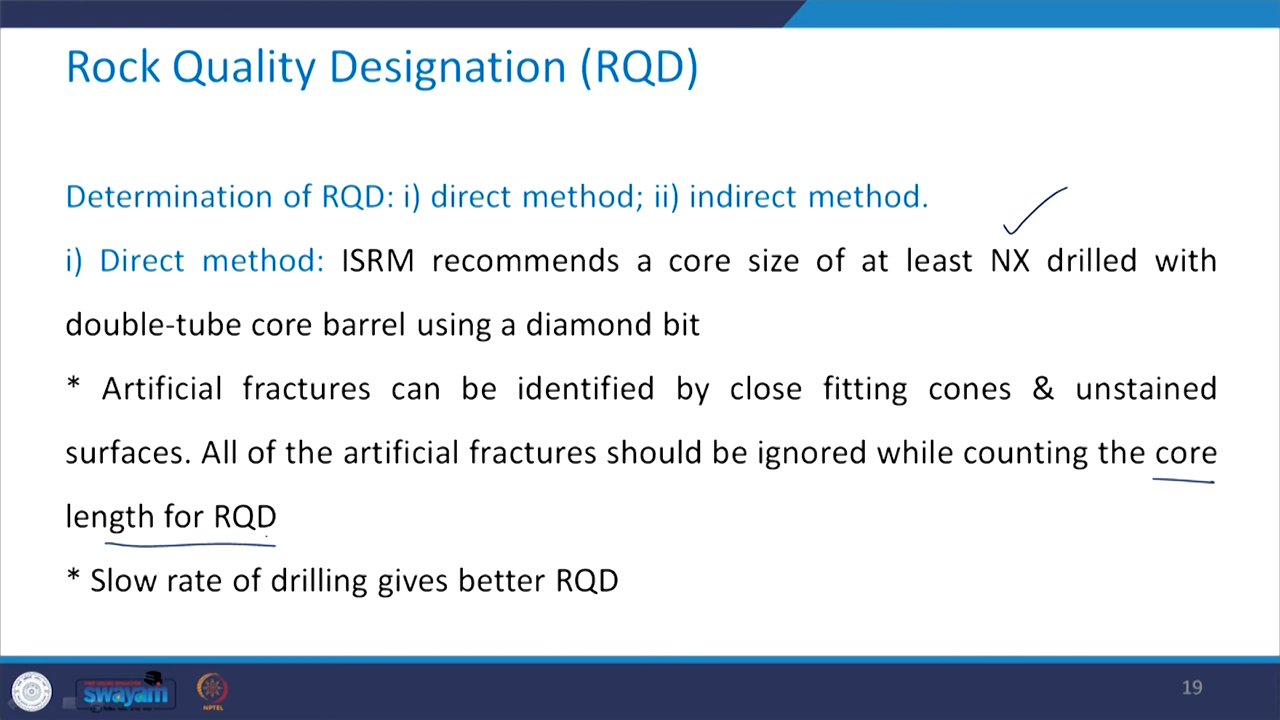 Rock Quality Designation (RQD)
Determination of RQD: i) direct method; ii) indirect method.
i) Direct method: ISRM recommends a core size of at least NX drilled with
double-tube core barrel using a diamond bit
* Artificial fractures can be identified by close fitting cones & unstained
surfaces. All of the artificial fractures should be ignored while counting the core
length for RQD
* Slow rate of drilling gives better RQD
swayam
NPTEL
19